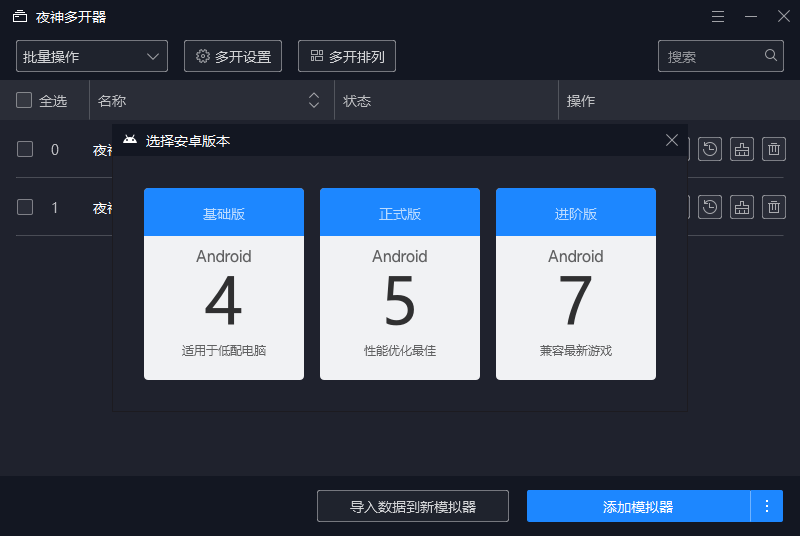 夜神多开器
批量操作 多开设置 多开排列 搜索
全选 名称 状态 操作
选择安卓版本
0 夜
1 夜
基础版 正式版 进阶版
Android Android Android
4 5 7
适用于低配电脑 性能优化最佳 兼容最新游戏
导入数据到新模拟器 添加模拟器